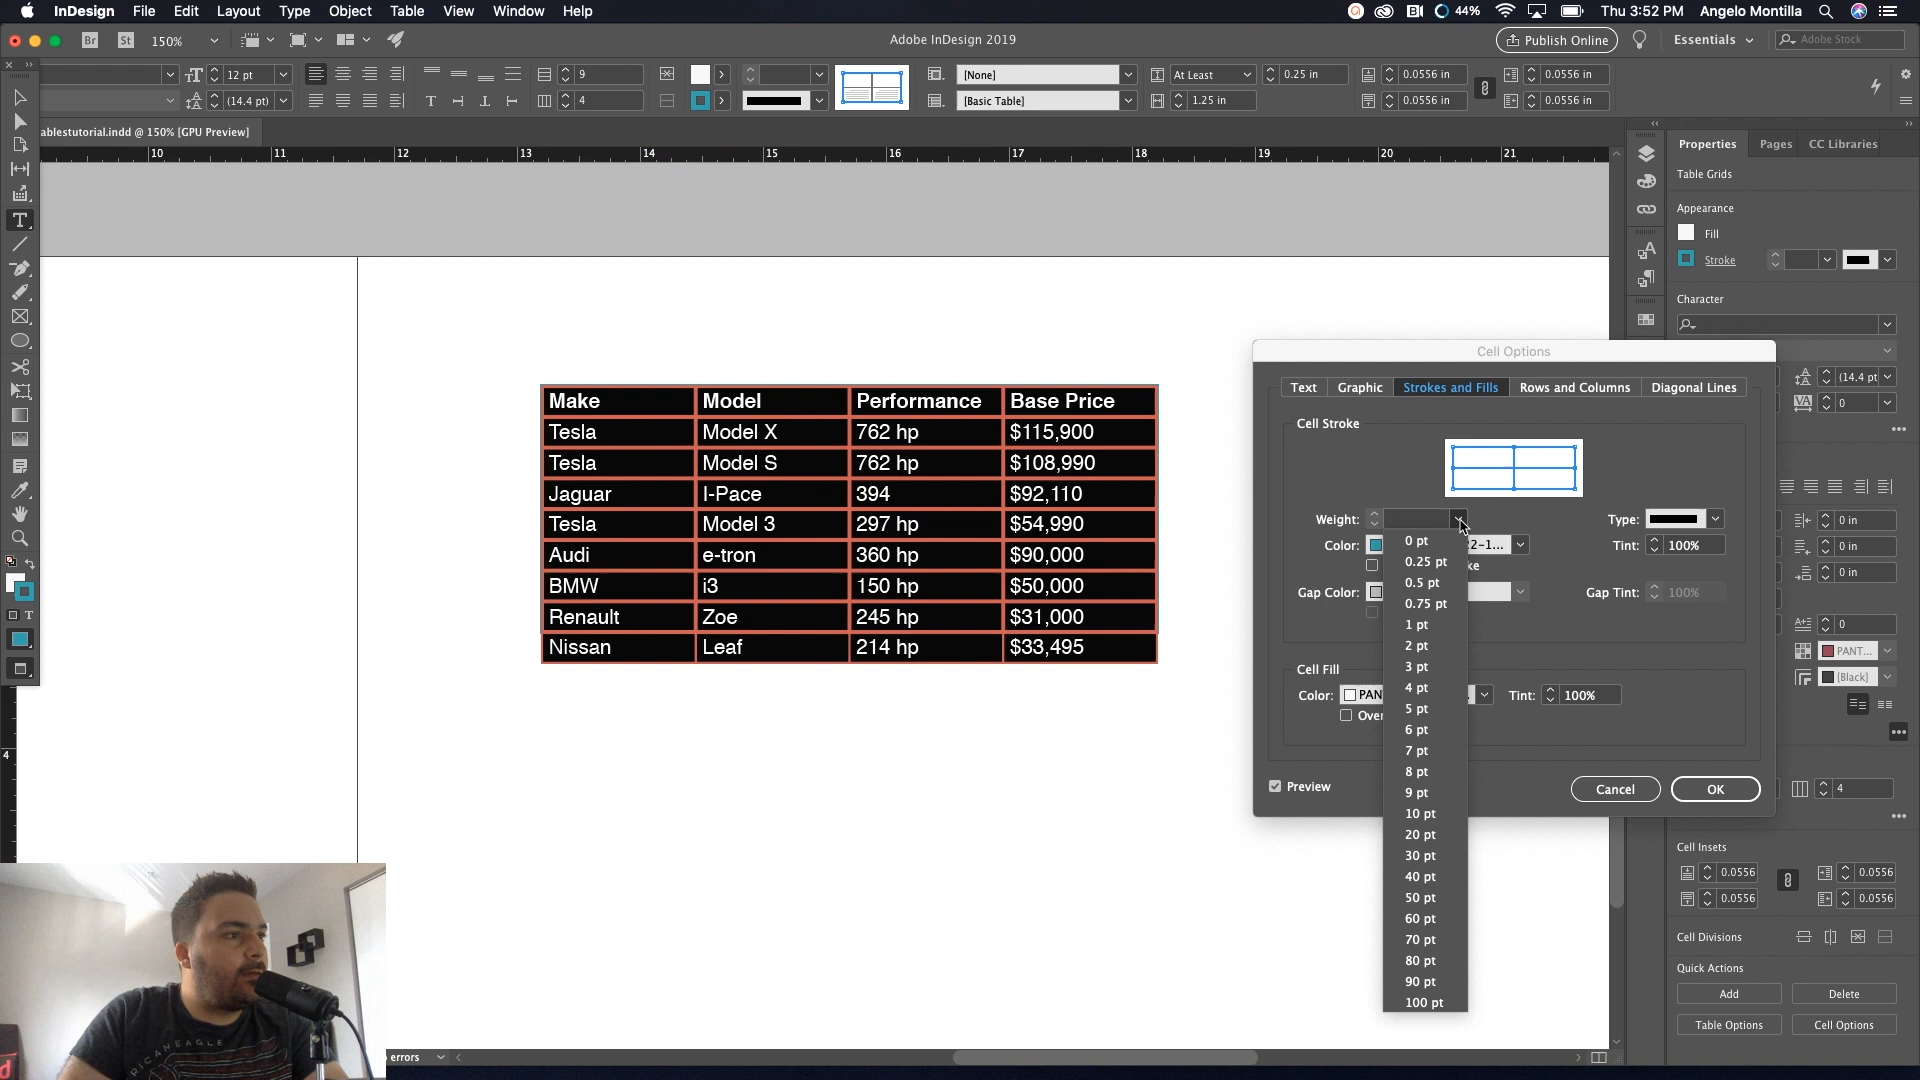 InDesign File Edit Layout Type Object Table View Window Help 44% Thu 3:52 PM Angelo Montilla
Br St 150% Adobe InDesign 2019 Publish Online Essentials Adobe Stock
12 pt 9 [None] At Least 0.25 in 0.0556 in 0.0556 in
(14.4 pt) 4 [Basic Table] 1.25 in 0.0556 in 0.0556 in
ablestutorial.indd @ 150% [GPU Preview]
10 11 12 13 14 15 16 17 18 19 20 21
Properties Pages CC Libraries
Table Grids
Appearance
Fill
Stroke
Character
(14.4 pt
0
Cell Options
Text Graphic Strokes and Fills Rows and Columns Diagonal Lines
Cell Stroke
Weight: Type:
Color: 2-1... Tint: 100%
ke
Gap Color: Gap Tint: 100%
0 pt
0.25 pt
0.5 pt
0.75 pt
1 pt
2 pt
3 pt
4 pt
5 pt
6 pt
7 pt
8 pt
9 pt
10 pt
20 pt
30 pt
40 pt
50 pt
60 pt
70 pt
80 pt
90 pt
100 pt
Cell Fill
Color: PAN Tint: 100%
Over
Preview Cancel OK
Make Model Performance Base Price
Tesla Model X 762 hp $115,900
Tesla Model S 762 hp $108,990
Jaguar I-Pace 394 $92,110
Tesla Model 3 297 hp $54,990
Audi e-tron 360 hp $90,000
BMW i3 150 hp $50,000
Renault Zoe 245 hp $31,000
Nissan Leaf 214 hp $33,495
0 in
0 in
0 in
0
PANT...
[Black]
4
4
Cell Insets
0.0556 0.0556
0.0556 0.0556
Cell Divisions
Quick Actions
Add Delete
Table Options Cell Options
errors
RICANEAGLE